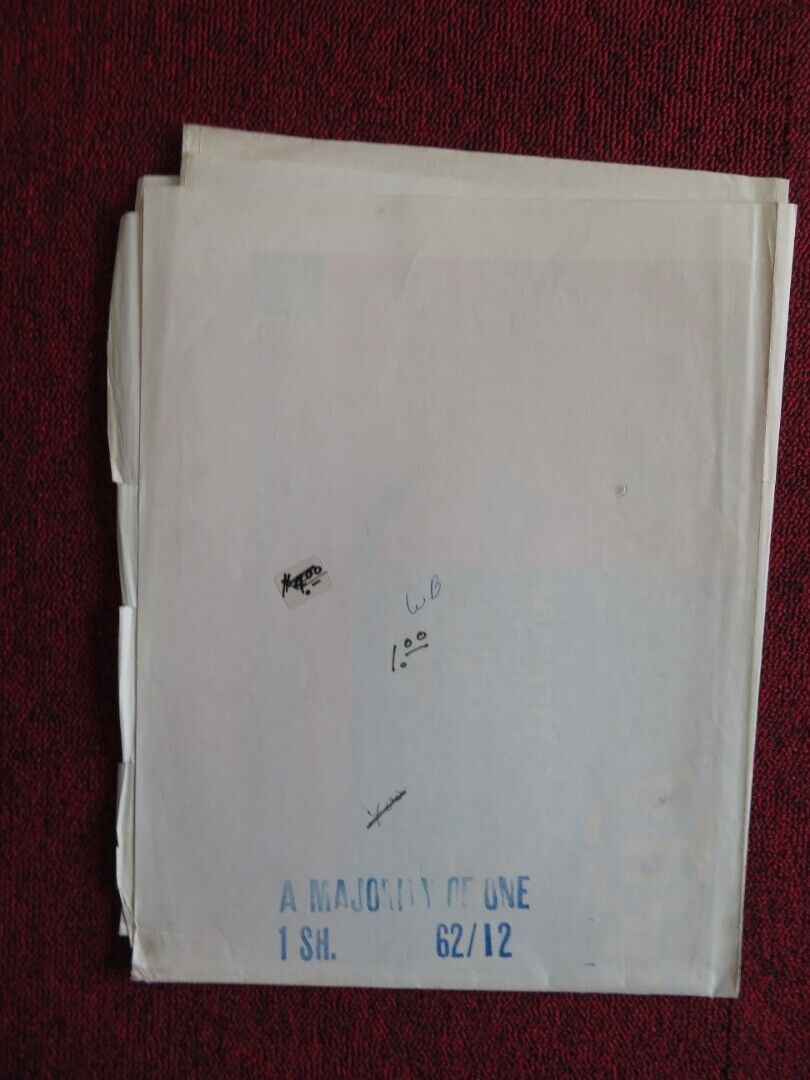 WB
1.00
A MAJORITY OF ONE
1 SH. 62/12